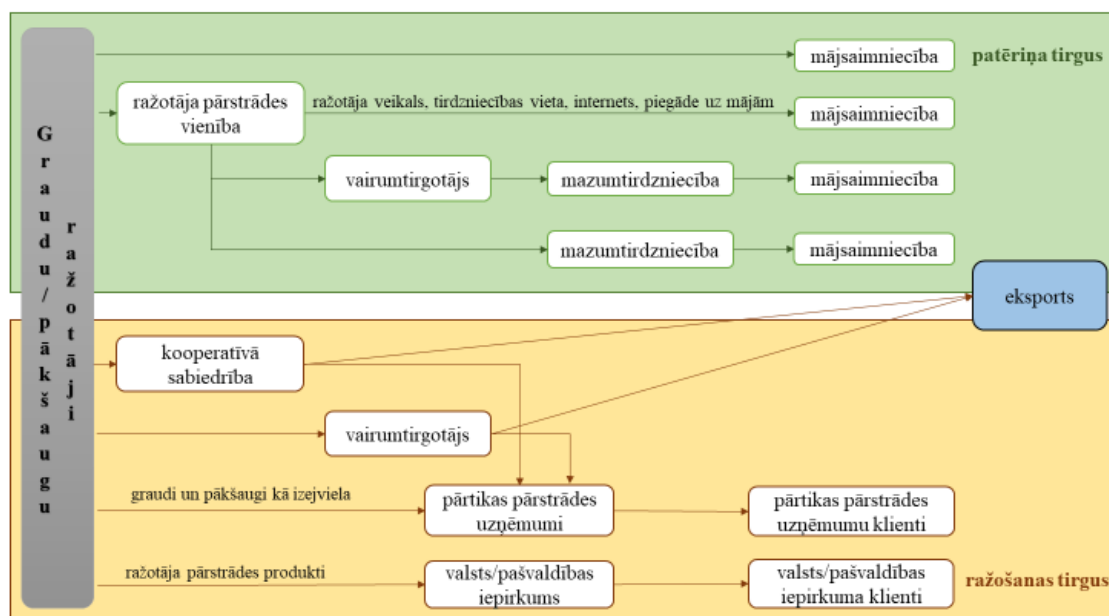 Graudu/pākšaugu
ražotāji
mājsaimniecība
patēriņa tirgus
ražotāja pārstrādes
vienība
ražotāja veikals, tirdzniecības vieta, internets, piegāde uz mājām
mājsaimniecība
vairumtirgotājs
mazumtirdzniecība
mājsaimniecība
mazumtirdzniecība
mājsaimniecība
eksports
kooperatīvā
sabiedrība
vairumtirgotājs
graudi un pākšaugi kā izejviela
pārtikas pārstrādes
uzņēmumi
pārtikas pārstrādes
uzņēmumu klienti
ražotāja pārstrādes produkti
valsts/pašvaldības
iepirkums
valsts/pašvaldības
iepirkuma klienti
ražošanas tirgus